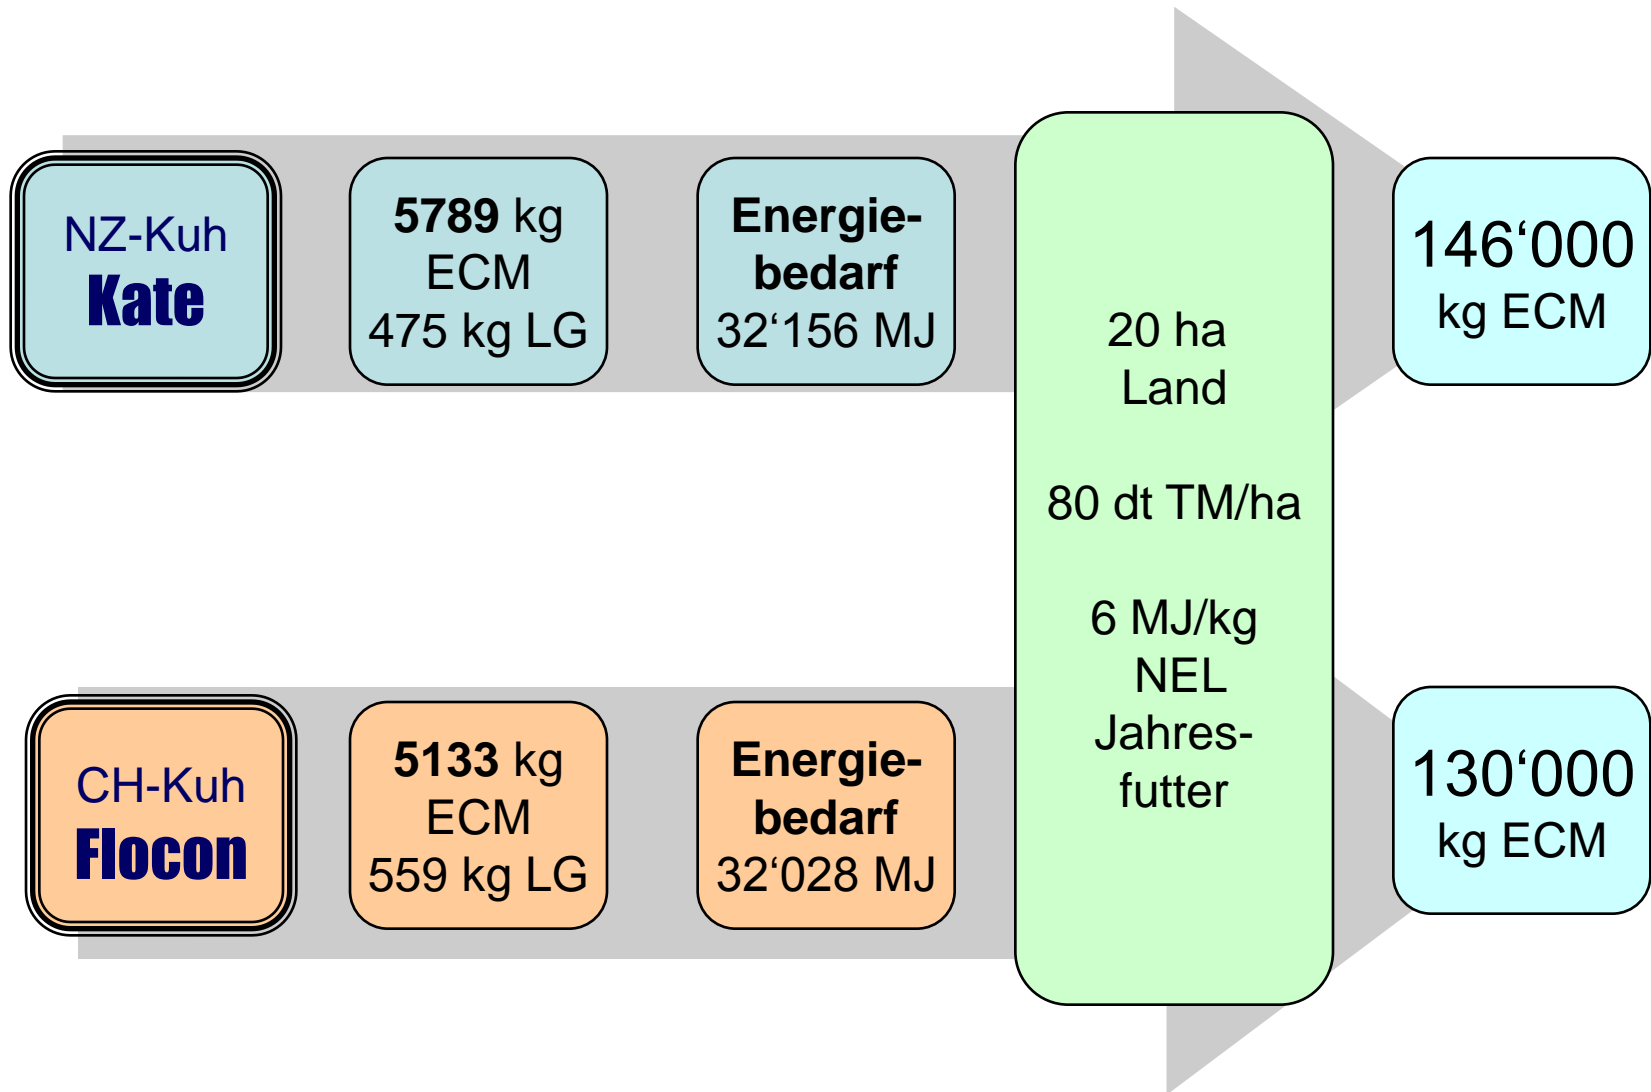 NZ-Kuh
Kate
5789 kg
ECM
475 kg LG
Energie-
bedarf
32‘156 MJ
20 ha
Land
80 dt TM/ha
6 MJ/kg
NEL
Jahres-
futter
146‘000
kg ECM
CH-Kuh
Flocon
5133 kg
ECM
559 kg LG
Energie-
bedarf
32‘028 MJ
130‘000
kg ECM